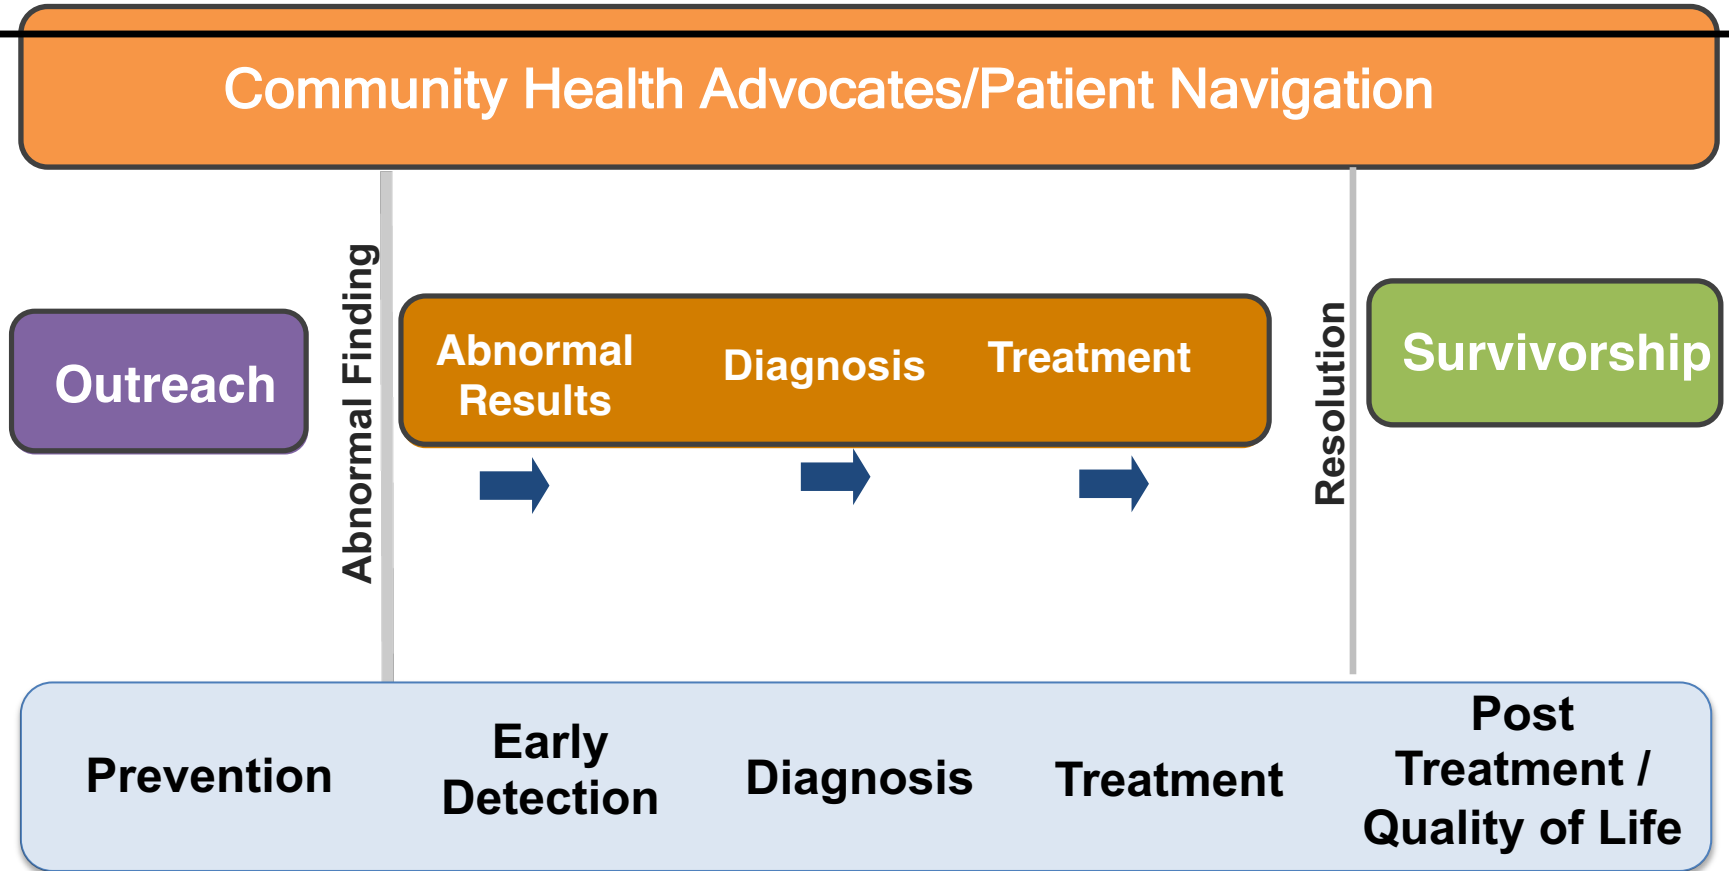 Community Health Advocates/Patient Navigation
Outreach
Abnormal Finding
Abnormal
Results
Diagnosis
Treatment
Resolution
Survivorship
Prevention
Early
Detection
Diagnosis
Treatment
Post
Treatment /
Quality of Life